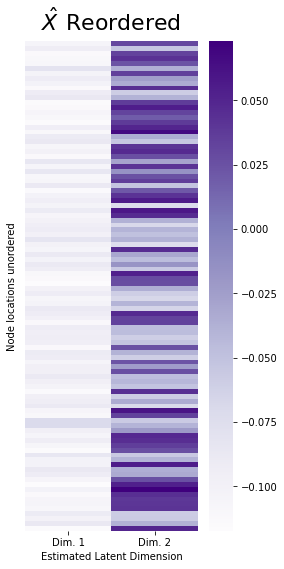 X̂ Reordered
Node locations unordered
0.050
0.025
0.000
−0.025
−0.050
−0.075
−0.100
Dim. 1 Dim. 2
Estimated Latent Dimension